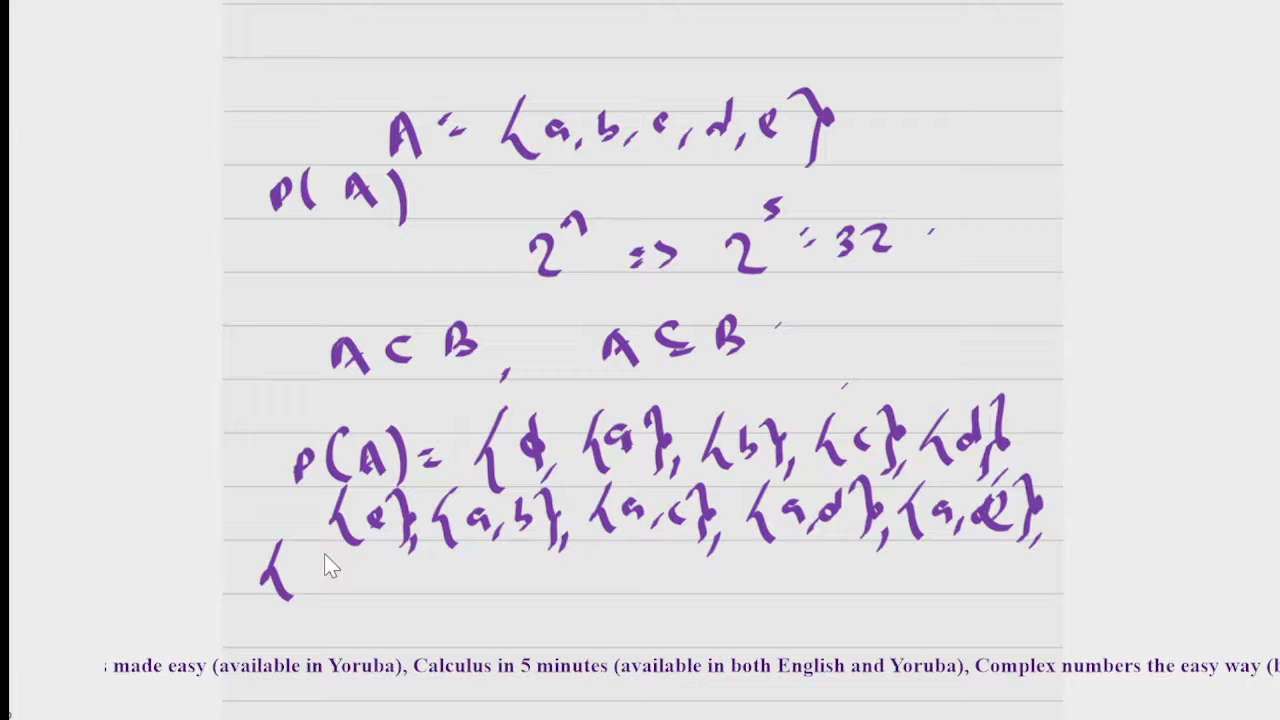 A = {a, b, c, d, e}
P(A)
2ⁿ => 2⁵ = 32
A ⊂ B, A ⊆ B
P(A) = {ϕ, {a}, {b}, {c}, {d}
{e}, {a, b}, {a, c}, {a, d}, {a, e},
{
s made easy (available in Yoruba), Calculus in 5 minutes (available in both English and Yoruba), Complex numbers the easy way (b